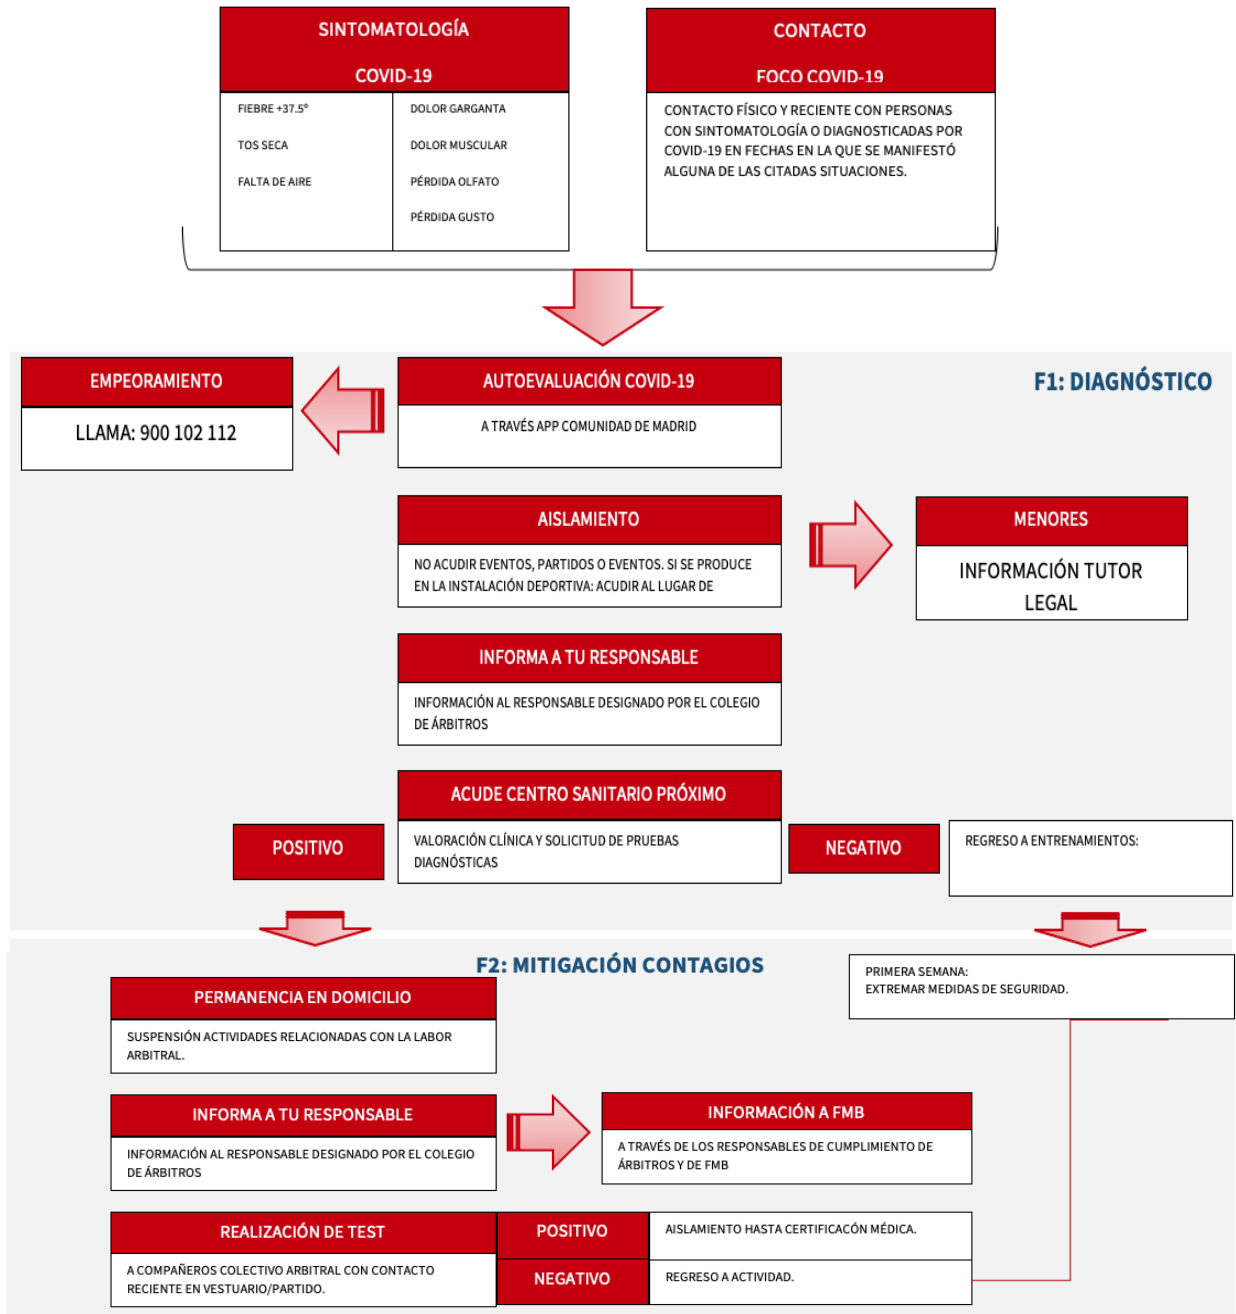 SINTOMATOLOGÍA
COVID-19
FIEBRE +37.5º
TOS SECA
FALTA DE AIRE
DOLOR GARGANTA
DOLOR MUSCULAR
PÉRDIDA OLFATO
PÉRDIDA GUSTO
CONTACTO
FOCO COVID-19
CONTACTO FÍSICO Y RECIENTE CON PERSONAS
CON SINTOMATOLOGÍA O DIAGNOSTICADAS POR
COVID-19 EN FECHAS EN LA QUE SE MANIFESTÓ
ALGUNA DE LAS CITADAS SITUACIONES.
F1: DIAGNÓSTICO
EMPEORAMIENTO
LLAMA: 900 102 112
AUTOEVALUACIÓN COVID-19
A TRAVÉS APP COMUNIDAD DE MADRID
AISLAMIENTO
NO ACUDIR EVENTOS, PARTIDOS O EVENTOS. SI SE PRODUCE
EN LA INSTALACIÓN DEPORTIVA: ACUDIR AL LUGAR DE
MENORES
INFORMACIÓN TUTOR
LEGAL
INFORMA A TU RESPONSABLE
INFORMACIÓN AL RESPONSABLE DESIGNADO POR EL COLEGIO
DE ÁRBITROS
ACUDE CENTRO SANITARIO PRÓXIMO
VALORACIÓN CLÍNICA Y SOLICITUD DE PRUEBAS
DIAGNÓSTICAS
POSITIVO
NEGATIVO
REGRESO A ENTRENAMIENTOS:
F2: MITIGACIÓN CONTAGIOS
PRIMERA SEMANA:
EXTREMAR MEDIDAS DE SEGURIDAD.
PERMANENCIA EN DOMICILIO
SUSPENSIÓN ACTIVIDADES RELACIONADAS CON LA LABOR
ARBITRAL.
INFORMA A TU RESPONSABLE
INFORMACIÓN AL RESPONSABLE DESIGNADO POR EL COLEGIO
DE ÁRBITROS
INFORMACIÓN A FMB
A TRAVÉS DE LOS RESPONSABLES DE CUMPLIMIENTO DE
ÁRBITROS Y DE FMB
REALIZACIÓN DE TEST
A COMPAÑEROS COLECTIVO ARBITRAL CON CONTACTO
RECIENTE EN VESTUARIO/PARTIDO.
POSITIVO
AISLAMIENTO HASTA CERTIFICACÓN MÉDICA.
NEGATIVO
REGRESO A ACTIVIDAD.